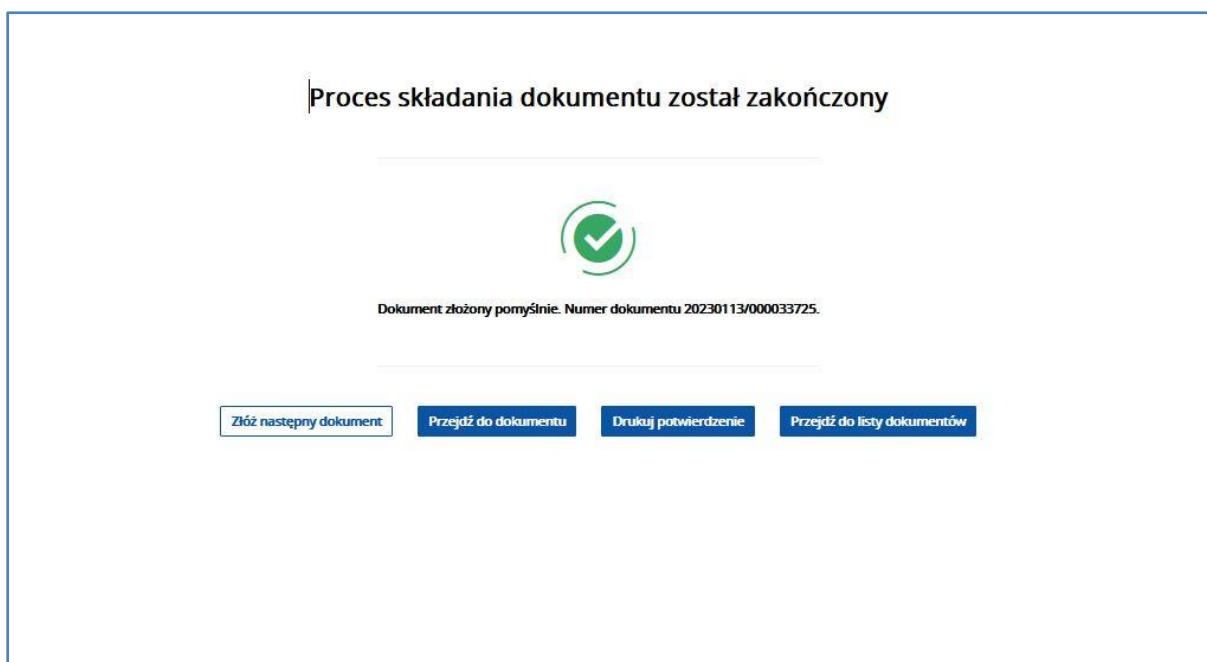 Proces składania dokumentu został zakończony
Dokument złożony pomyślnie. Numer dokumentu 20230113/000033725.
Złóż następny dokument
Przejdź do dokumentu
Drukuj potwierdzenie
Przejdź do listy dokumentów